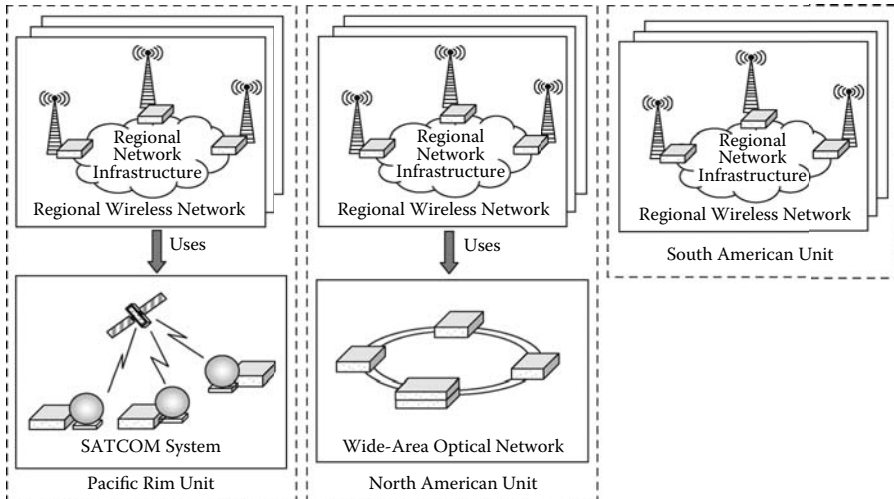 Regional
Network
Infrastructure
Regional Wireless Network
Uses
SATCOM System
Pacific Rim Unit
Regional
Network
Infrastructure
Regional Wireless Network
Uses
Wide-Area Optical Network
North American Unit
Regional
Network
Infrastructure
Regional Wireless Network
South American Unit